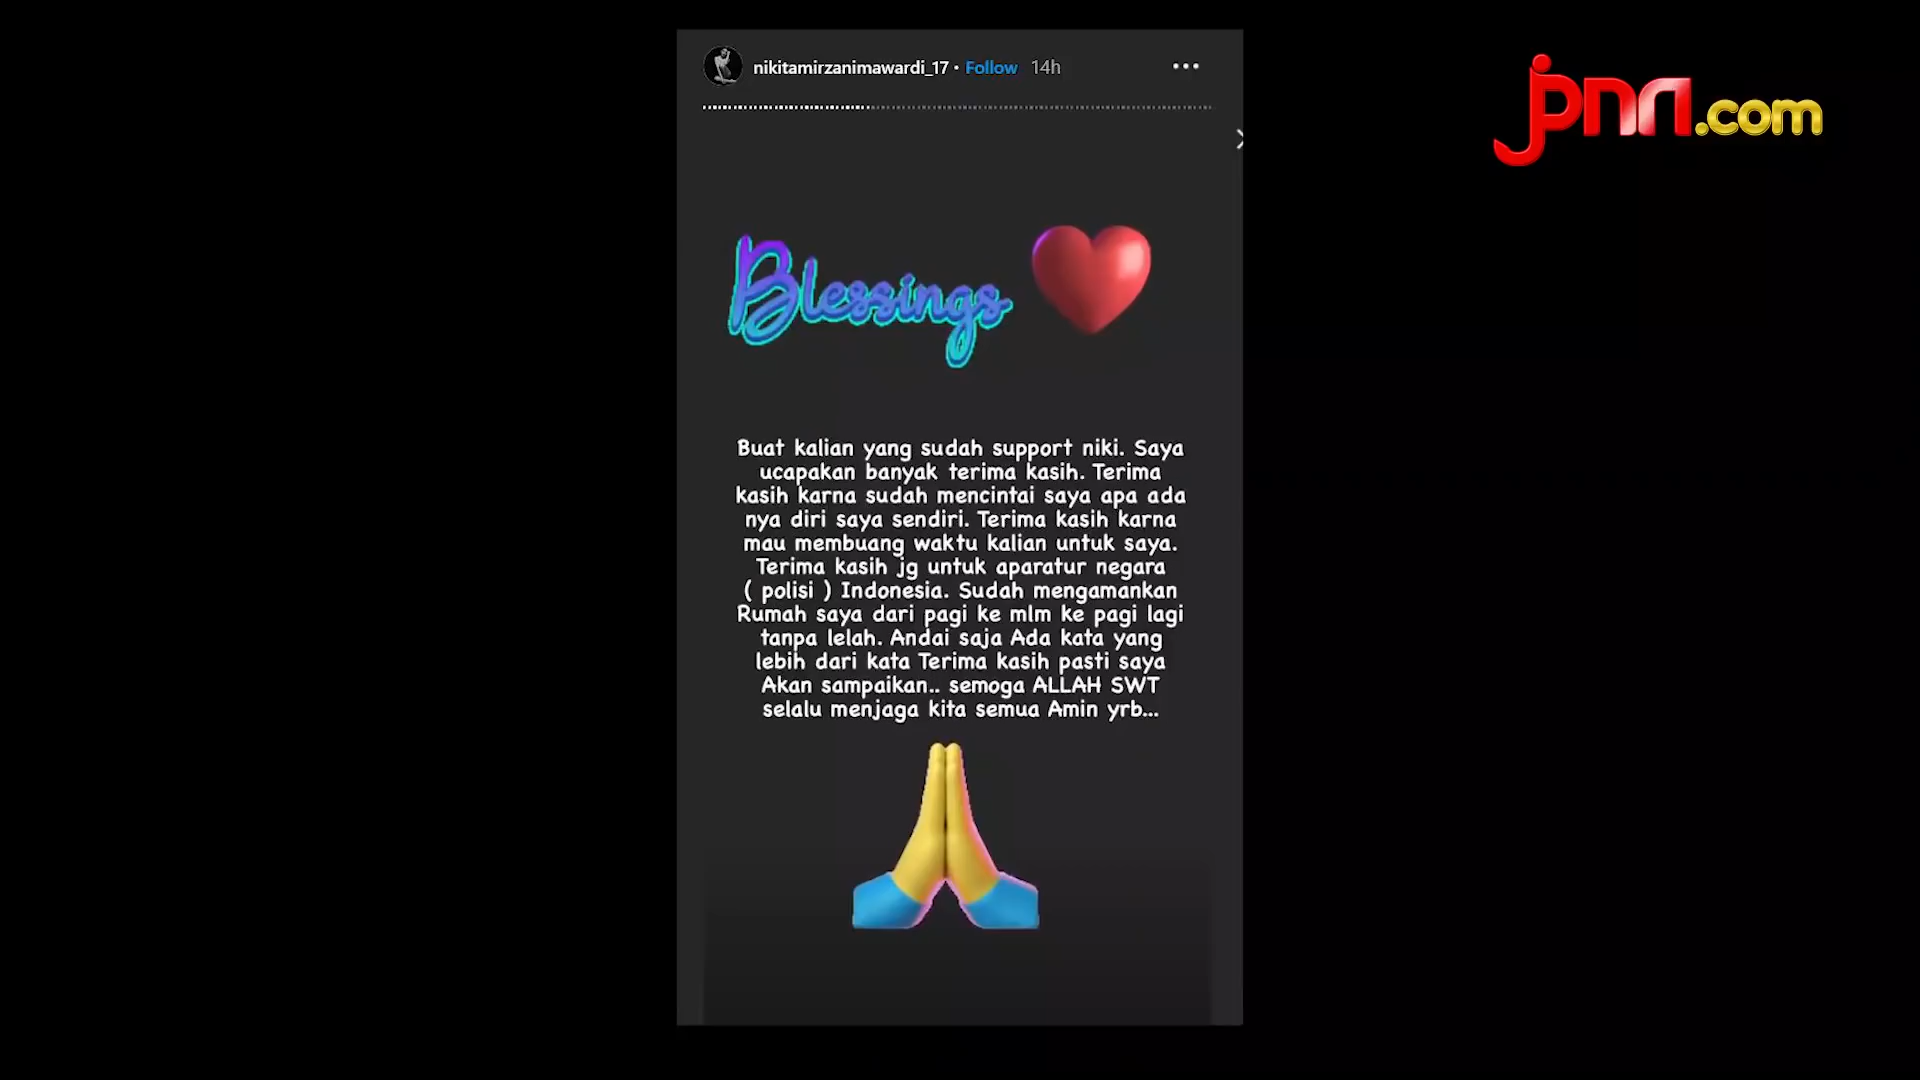 nikitamirzanimawardi_17 • Follow 14h
jpnn.com
Blessings
Buat kalian yang sudah support niki. Saya
ucapakan banyak terima kasih. Terima
kasih karna sudah mencintai saya apa ada
nya diri saya sendiri. Terima kasih karna
mau membuang waktu kalian untuk saya.
Terima kasih jg untuk aparatur negara
( polisi ) Indonesia. Sudah mengamankan
Rumah saya dari pagi ke mlm ke pagi lagi
tanpa lelah. Andai saja Ada kata yang
lebih dari kata Terima kasih pasti saya
Akan sampaikan.. semoga ALLAH SWT
selalu menjaga kita semua Amin yrb...